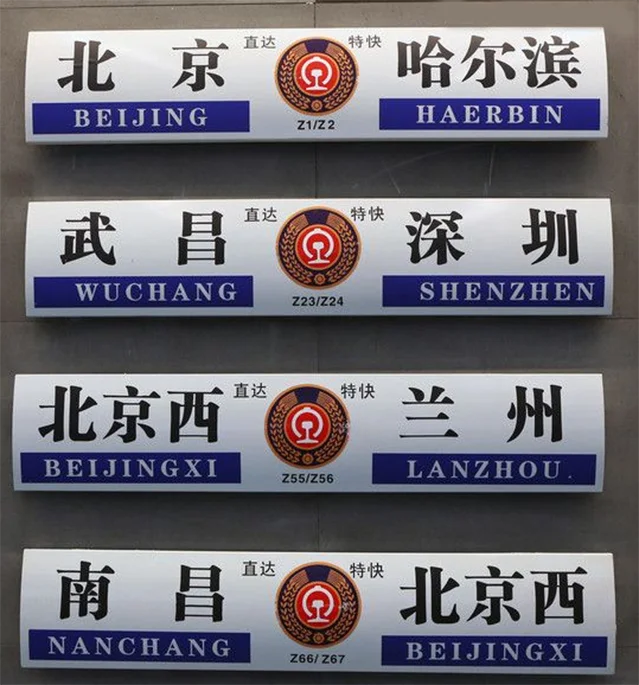 北京 直达 特快 哈尔滨
BEIJING Z1/Z2 HAERBIN
武昌 直达 特快 深圳
WUCHANG Z23/Z24 SHENZHEN
北京西 直达 特快 兰州
BEIJINGXI Z55/Z56 LANZHOU
南昌 直达 特快 北京西
NANCHANG Z66/Z67 BEIJINGXI